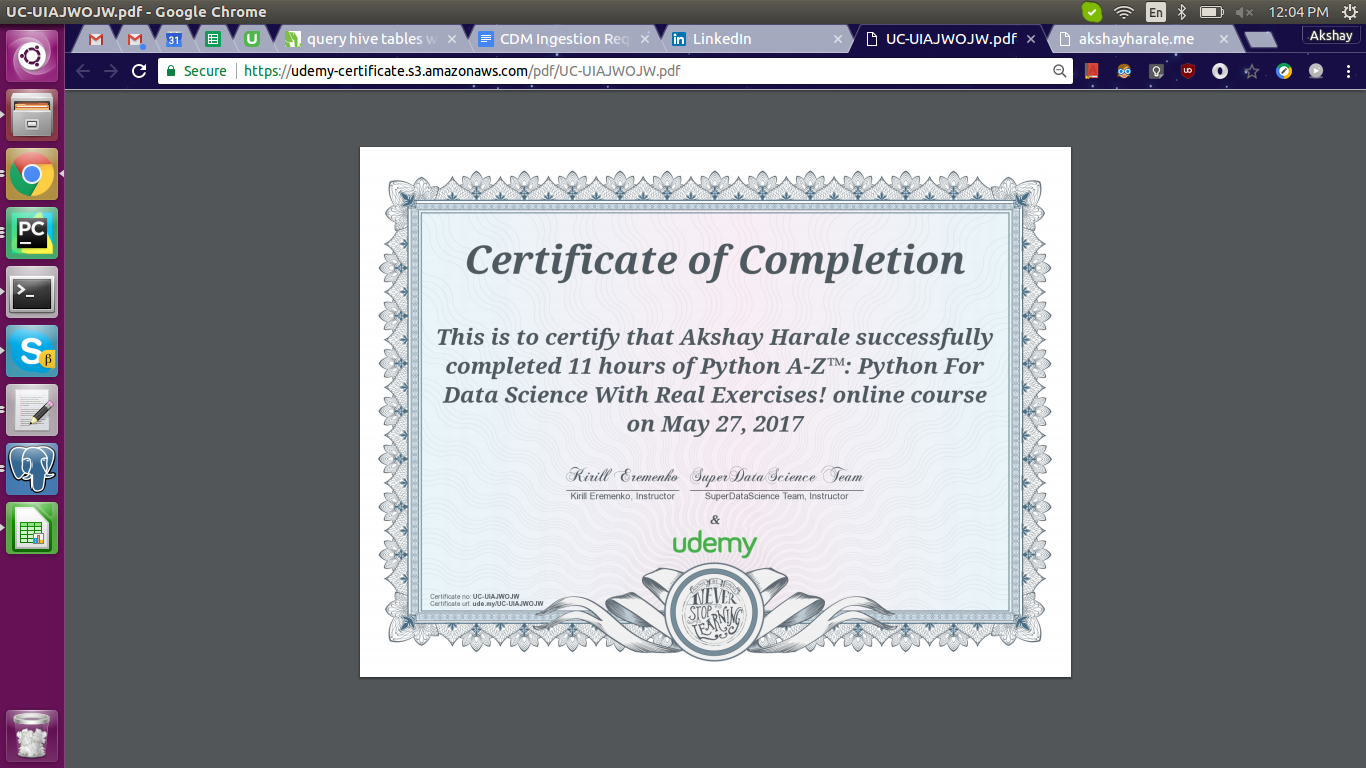 UC-UIAJWOJW.pdf - Google Chrome
En
12:04 PM
31
query hive tables w
CDM Ingestion Req
LinkedIn
UC-UIAJWOJW.pdf
akshayharale.me
Akshay
Secure
https://udemy-certificate.s3.amazonaws.com/pdf/UC-UIAJWOJW.pdf
PC
Certificate of Completion
This is to certify that Akshay Harale successfully
completed 11 hours of Python A-Z™: Python For
Data Science With Real Exercises! online course
on May 27, 2017
Kirill Eremenko SuperDataScience Team
Kirill Eremenko, Instructor SuperDataScience Team, Instructor
&
udemy
Certificate no: UC-UIAJWOJW
Certificate url: ude.my/UC-UIAJWOJW
NEVER
STOP
LEARNING